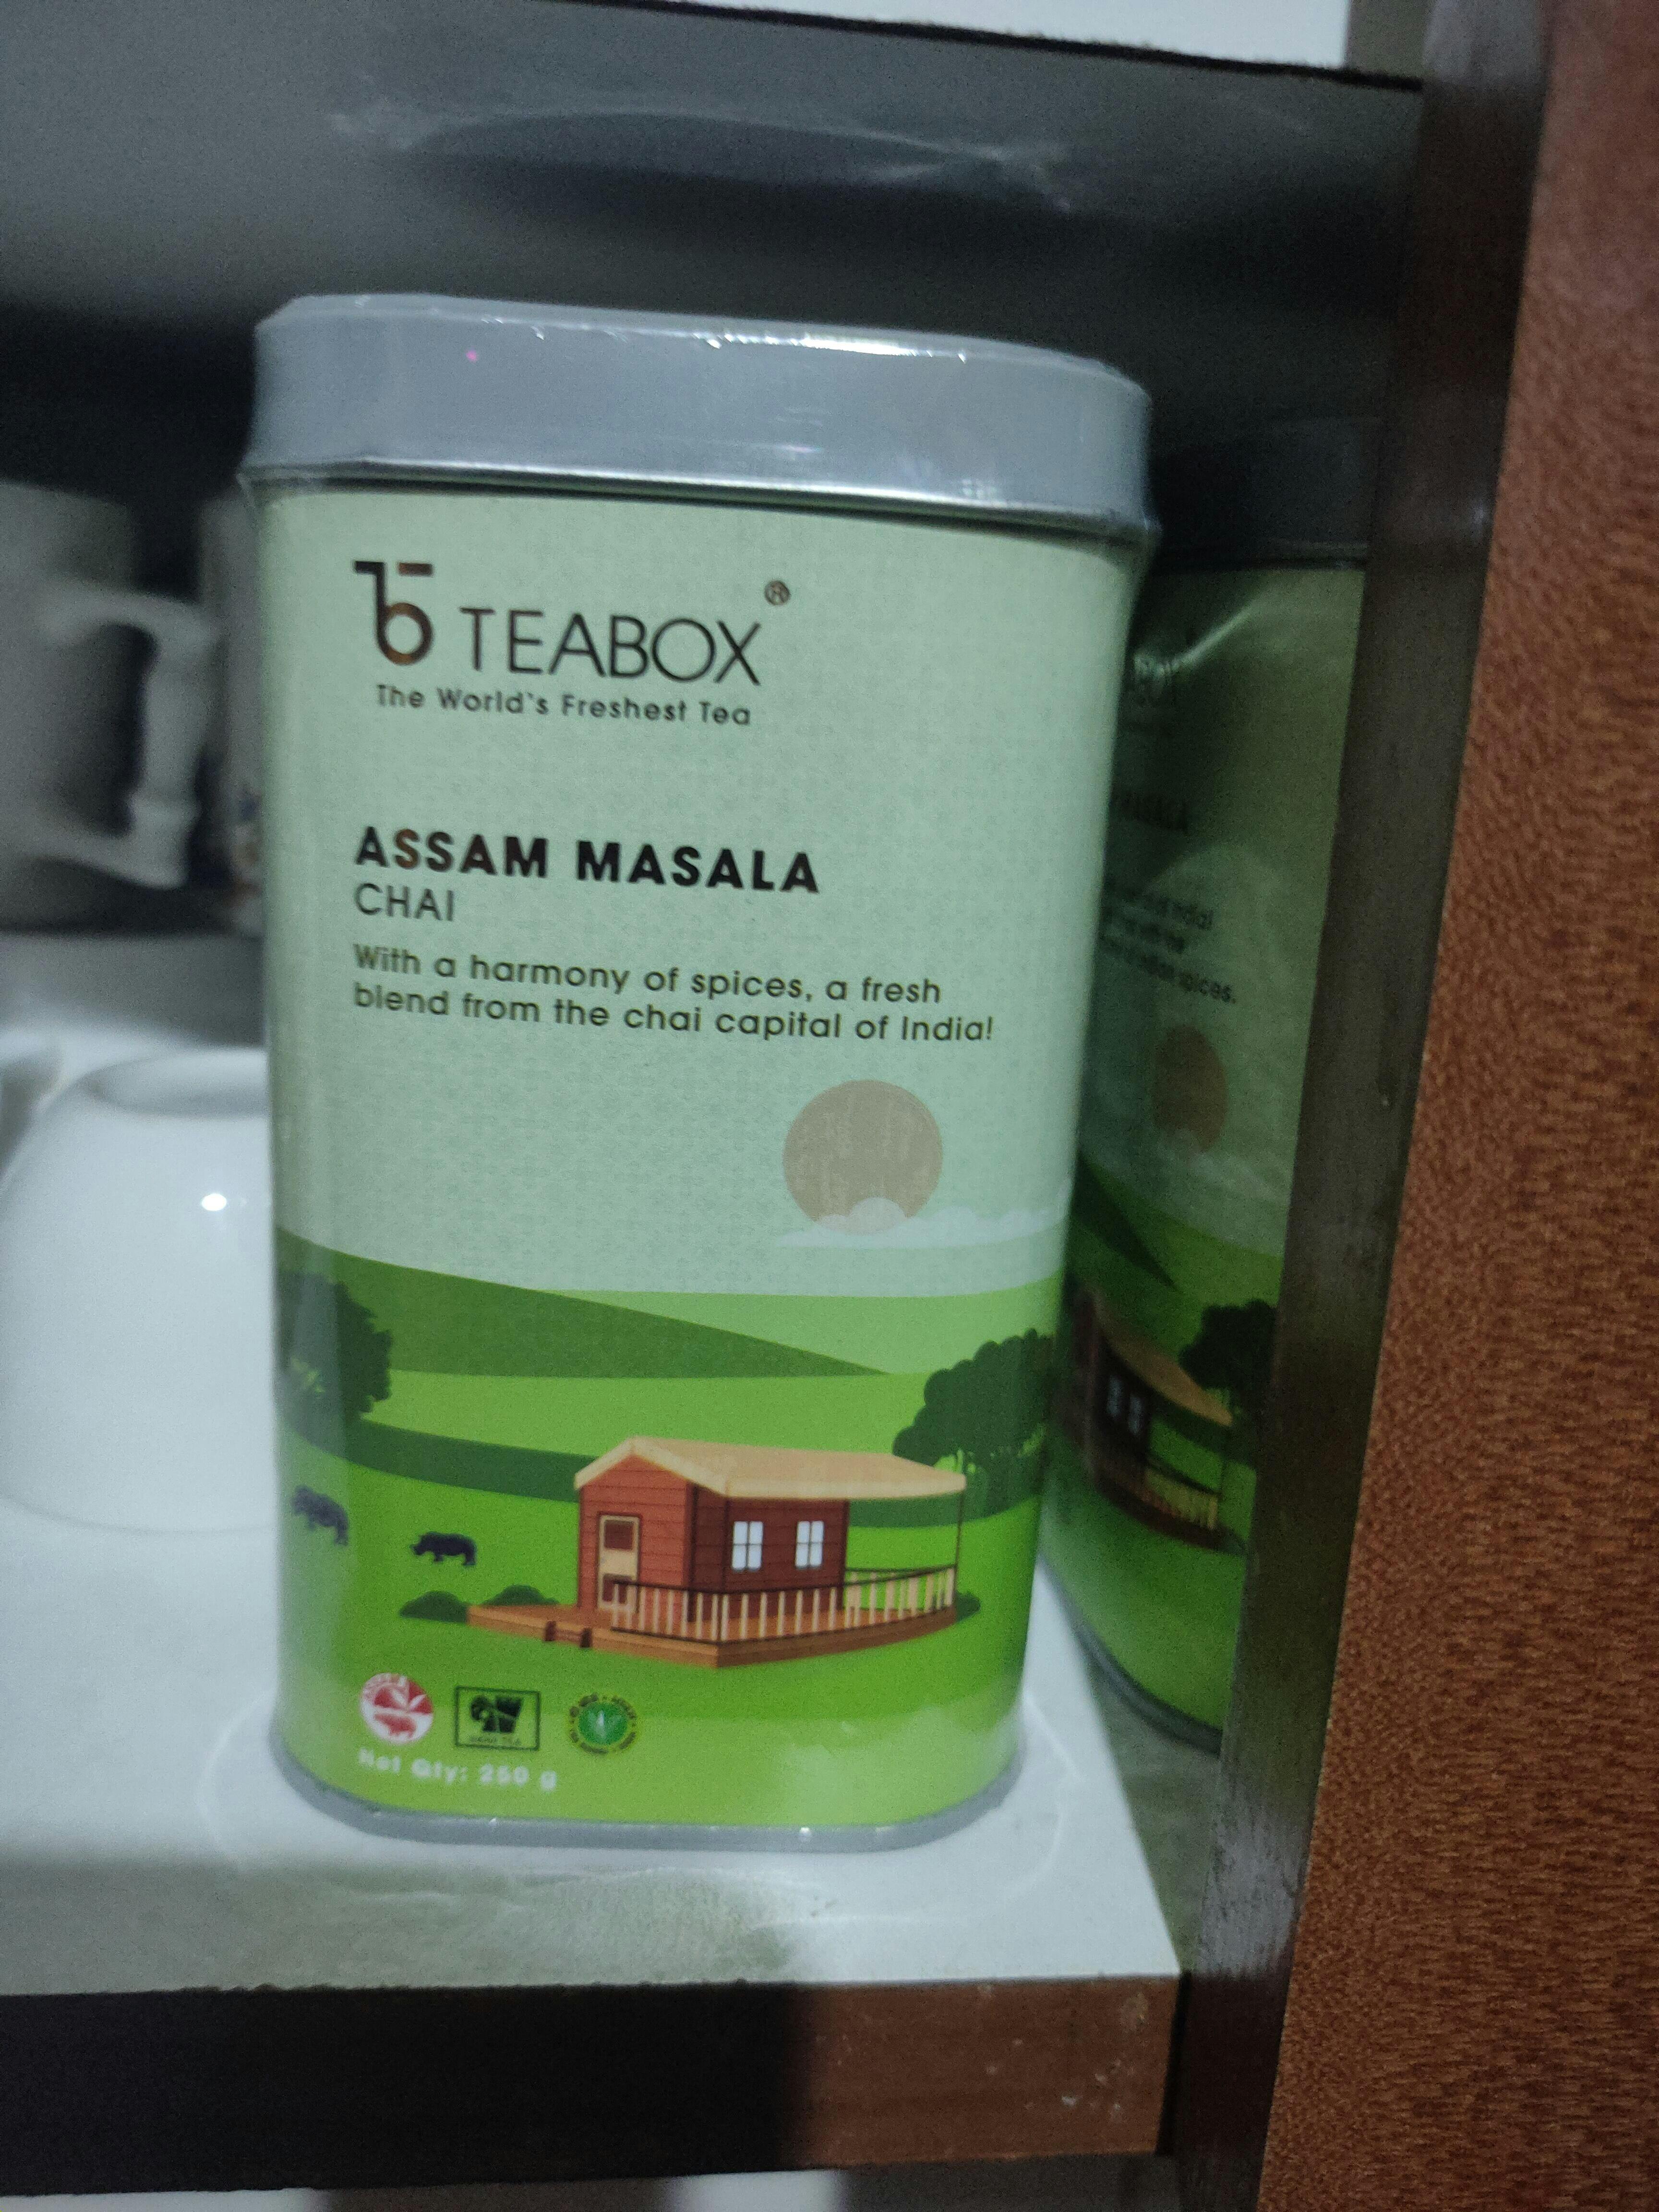 TEABOX®
The World's Freshest Tea
ASSAM MASALA
CHAI
With a harmony of spices, a fresh
blend from the chai capital of India!
Net Qty: 250 g
spices.